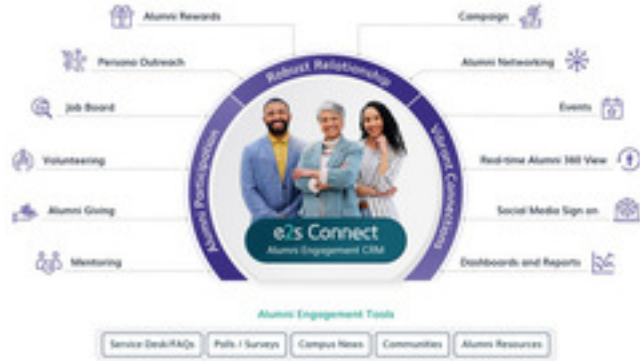 Alumni Rewards
Campaign
Persona Outreach
Robust Relationship
Alumni Networking
Job Board
Events
Volunteering
Alumni Participation
Vibrant Connections
Real-time Alumni 360 View
Alumni Giving
Social Media Sign on
e2s Connect
Alumni Engagement CRM
Mentoring
Dashboards and Reports
Alumni Engagement Tools
Service Desk/FAQs
Polls / Surveys
Campus News
Communities
Alumni Resources